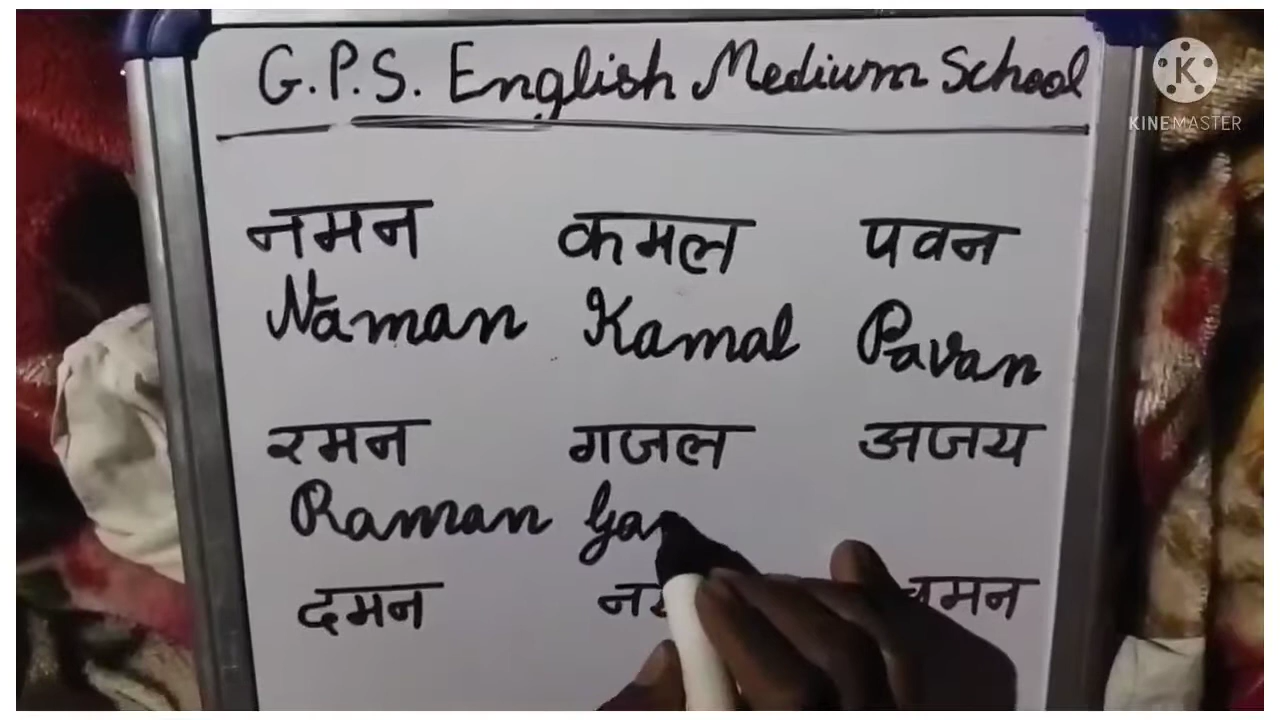 G.P.S. English Medium School
KINEMASTER
नमन कमल पवन
Naman Kamal Pavan
रमन गजल अजय
Raman
दमन